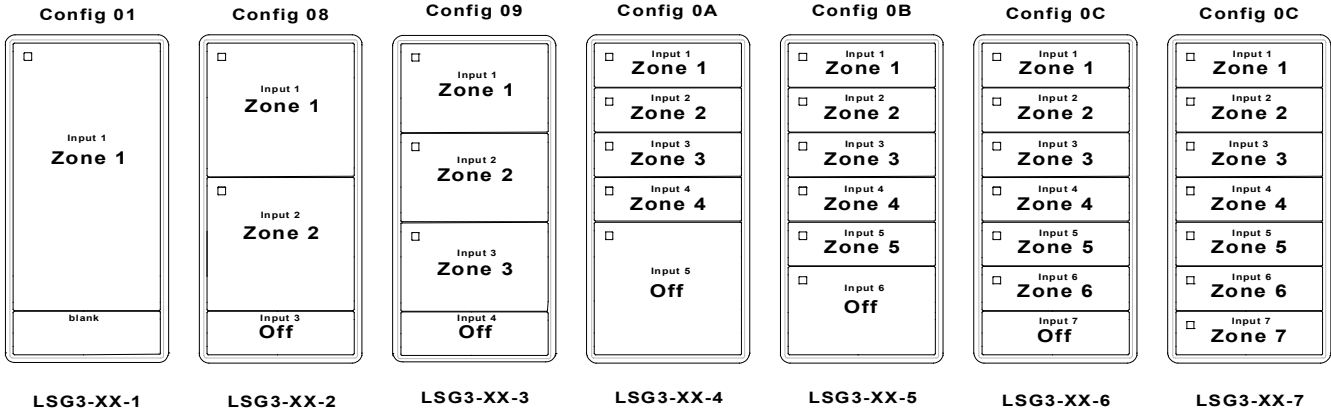 Config 01
Input 1
Zone 1
blank
LSG3-XX-1
Config 08
Input 1
Zone 1
Input 2
Zone 2
Input 3
Off
LSG3-XX-2
Config 09
Input 1
Zone 1
Input 2
Zone 2
Input 3
Zone 3
Input 4
Off
LSG3-XX-3
Config 0A
Input 1
Zone 1
Input 2
Zone 2
Input 3
Zone 3
Input 4
Zone 4
Input 5
Off
LSG3-XX-4
Config 0B
Input 1
Zone 1
Input 2
Zone 2
Input 3
Zone 3
Input 4
Zone 4
Input 5
Zone 5
Input 6
Off
LSG3-XX-5
Config 0C
Input 1
Zone 1
Input 2
Zone 2
Input 3
Zone 3
Input 4
Zone 4
Input 5
Zone 5
Input 6
Zone 6
Input 7
Off
LSG3-XX-6
Config 0C
Input 1
Zone 1
Input 2
Zone 2
Input 3
Zone 3
Input 4
Zone 4
Input 5
Zone 5
Input 6
Zone 6
Input 7
Zone 7
LSG3-XX-7